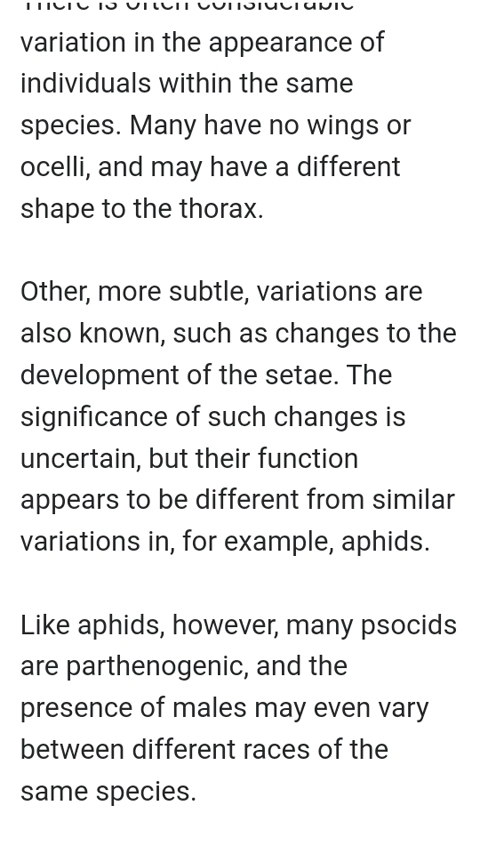 There is often considerable
variation in the appearance of
individuals within the same
species. Many have no wings or
ocelli, and may have a different
shape to the thorax.
Other, more subtle, variations are
also known, such as changes to the
development of the setae. The
significance of such changes is
uncertain, but their function
appears to be different from similar
variations in, for example, aphids.
Like aphids, however, many psocids
are parthenogenic, and the
presence of males may even vary
between different races of the
same species.